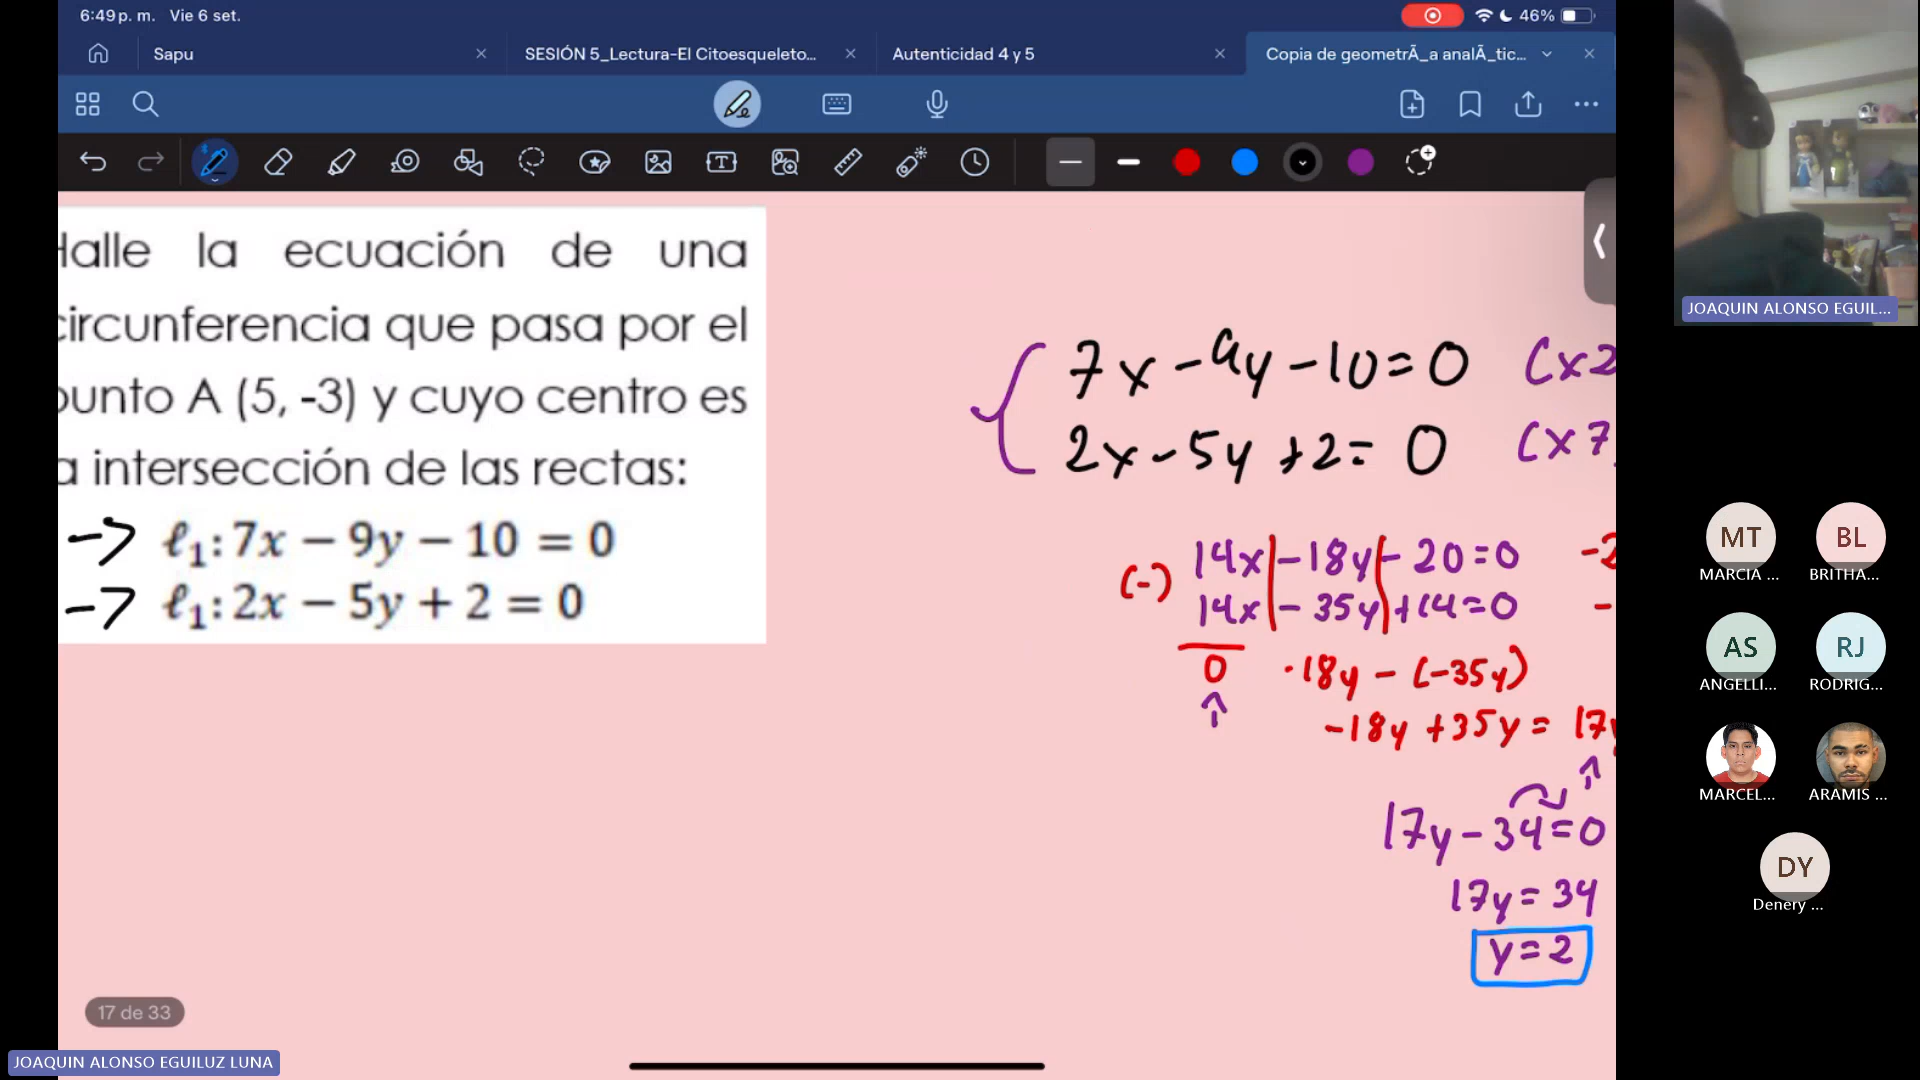 6:49 p. m. Vie 6 set.
46%
Sapu
SESIÓN 5_Lectura-El Citoesqueleto...
Autenticidad 4 y 5
Copia de geometrÃ_a analÃ_tic...
Halle la ecuación de una
circunferencia que pasa por el
punto A (5, -3) y cuyo centro es
a intersección de las rectas:
→ ℓ₁: 7x − 9y − 10 = 0
→ ℓ₁: 2x − 5y + 2 = 0
7x - 9y - 10 = 0 (x2
2x - 5y + 2 = 0 (x7
(-) 14x | - 18y | - 20 = 0 -2
14x | - 35y | + 14 = 0 -
0 -18y - (-35y)
-18y + 35y = 17y
17y - 34 = 0
17y = 34
y = 2
17 de 33
JOAQUIN ALONSO EGUILUZ LUNA
JOAQUIN ALONSO EGUIL...
MT BL
MARCIA ... BRITHA...
AS RJ
ANGELLI... RODRIG...
MARCEL... ARAMIS ...
DY
Denery ...